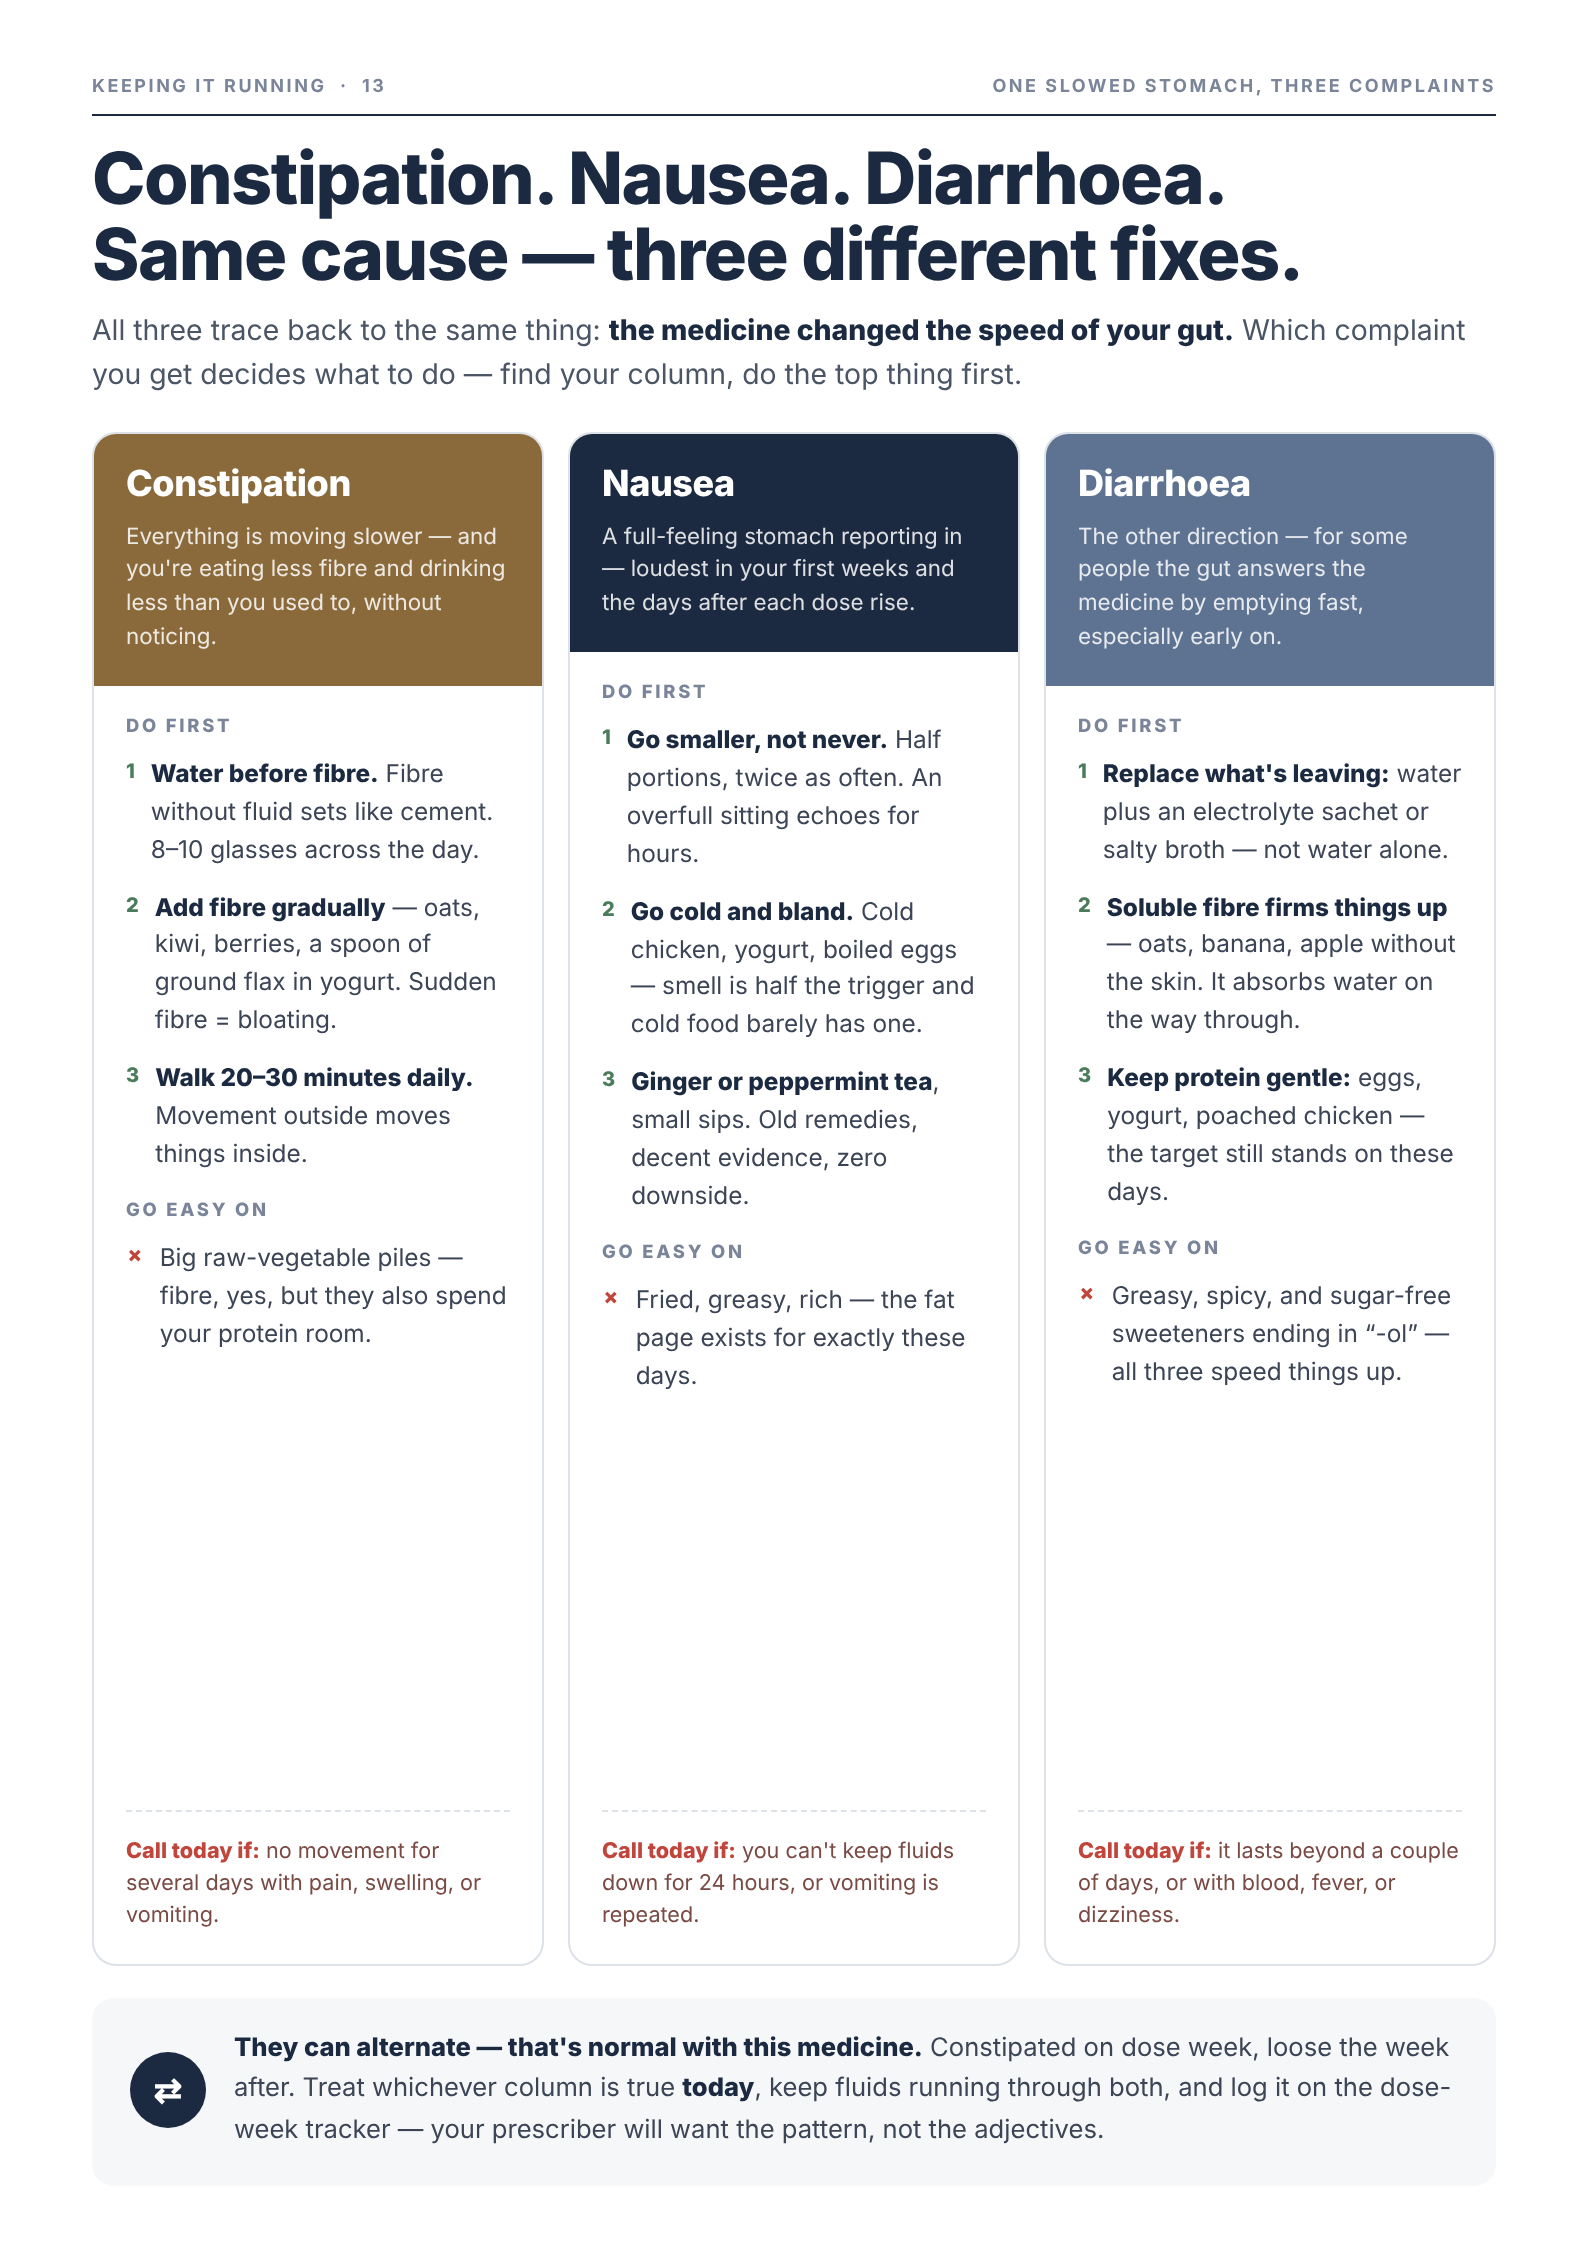 KEEPING IT RUNNING · 13
ONE SLOWED STOMACH, THREE COMPLAINTS
Constipation. Nausea. Diarrhoea.
Same cause — three different fixes.
All three trace back to the same thing: the medicine changed the speed of your gut. Which complaint
you get decides what to do — find your column, do the top thing first.
Constipation
Everything is moving slower — and
you're eating less fibre and drinking
less than you used to, without
noticing.
DO FIRST
1 Water before fibre. Fibre
without fluid sets like cement.
8–10 glasses across the day.
2 Add fibre gradually — oats,
kiwi, berries, a spoon of
ground flax in yogurt. Sudden
fibre = bloating.
3 Walk 20–30 minutes daily.
Movement outside moves
things inside.
GO EASY ON
× Big raw-vegetable piles —
fibre, yes, but they also spend
your protein room.
Call today if: no movement for
several days with pain, swelling, or
vomiting.
Nausea
A full-feeling stomach reporting in
— loudest in your first weeks and
the days after each dose rise.
DO FIRST
1 Go smaller, not never. Half
portions, twice as often. An
overfull sitting echoes for
hours.
2 Go cold and bland. Cold
chicken, yogurt, boiled eggs
— smell is half the trigger and
cold food barely has one.
3 Ginger or peppermint tea,
small sips. Old remedies,
decent evidence, zero
downside.
GO EASY ON
× Fried, greasy, rich — the fat
page exists for exactly these
days.
Call today if: you can't keep fluids
down for 24 hours, or vomiting is
repeated.
Diarrhoea
The other direction — for some
people the gut answers the
medicine by emptying fast,
especially early on.
DO FIRST
1 Replace what's leaving: water
plus an electrolyte sachet or
salty broth — not water alone.
2 Soluble fibre firms things up
— oats, banana, apple without
the skin. It absorbs water on
the way through.
3 Keep protein gentle: eggs,
yogurt, poached chicken —
the target still stands on these
days.
GO EASY ON
× Greasy, spicy, and sugar-free
sweeteners ending in “-ol” —
all three speed things up.
Call today if: it lasts beyond a couple
of days, or with blood, fever, or
dizziness.
⇄
They can alternate — that's normal with this medicine. Constipated on dose week, loose the week
after. Treat whichever column is true today, keep fluids running through both, and log it on the dose-
week tracker — your prescriber will want the pattern, not the adjectives.